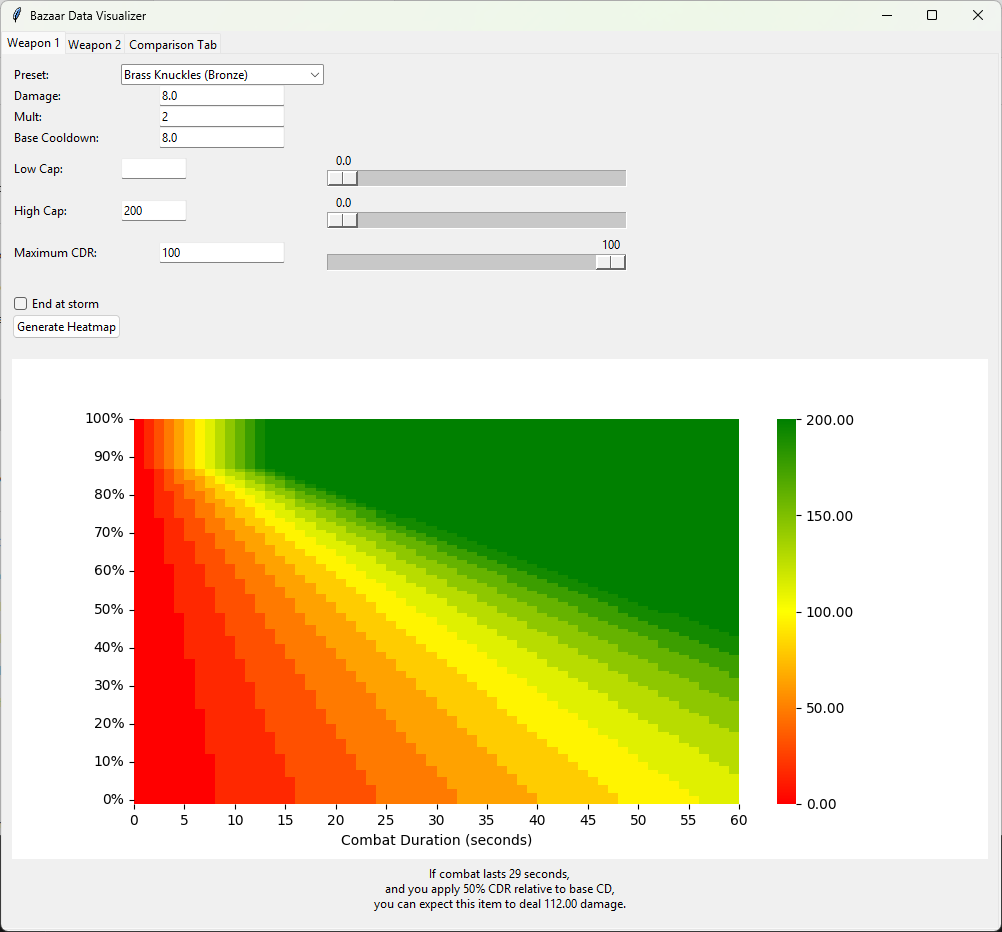 Bazaar Data Visualizer
Weapon 1 Weapon 2 Comparison Tab
Preset: Brass Knuckles (Bronze)
Damage: 8.0
Mult: 2
Base Cooldown: 8.0
0.0
Low Cap:
0.0
High Cap: 200
100
Maximum CDR: 100
End at storm
Generate Heatmap
100%
90%
80%
70%
60%
50%
40%
30%
20%
10%
0%
0 5 10 15 20 25 30 35 40 45 50 55 60
Combat Duration (seconds)
200.00
150.00
100.00
50.00
0.00
If combat lasts 29 seconds,
and you apply 50% CDR relative to base CD,
you can expect this item to deal 112.00 damage.